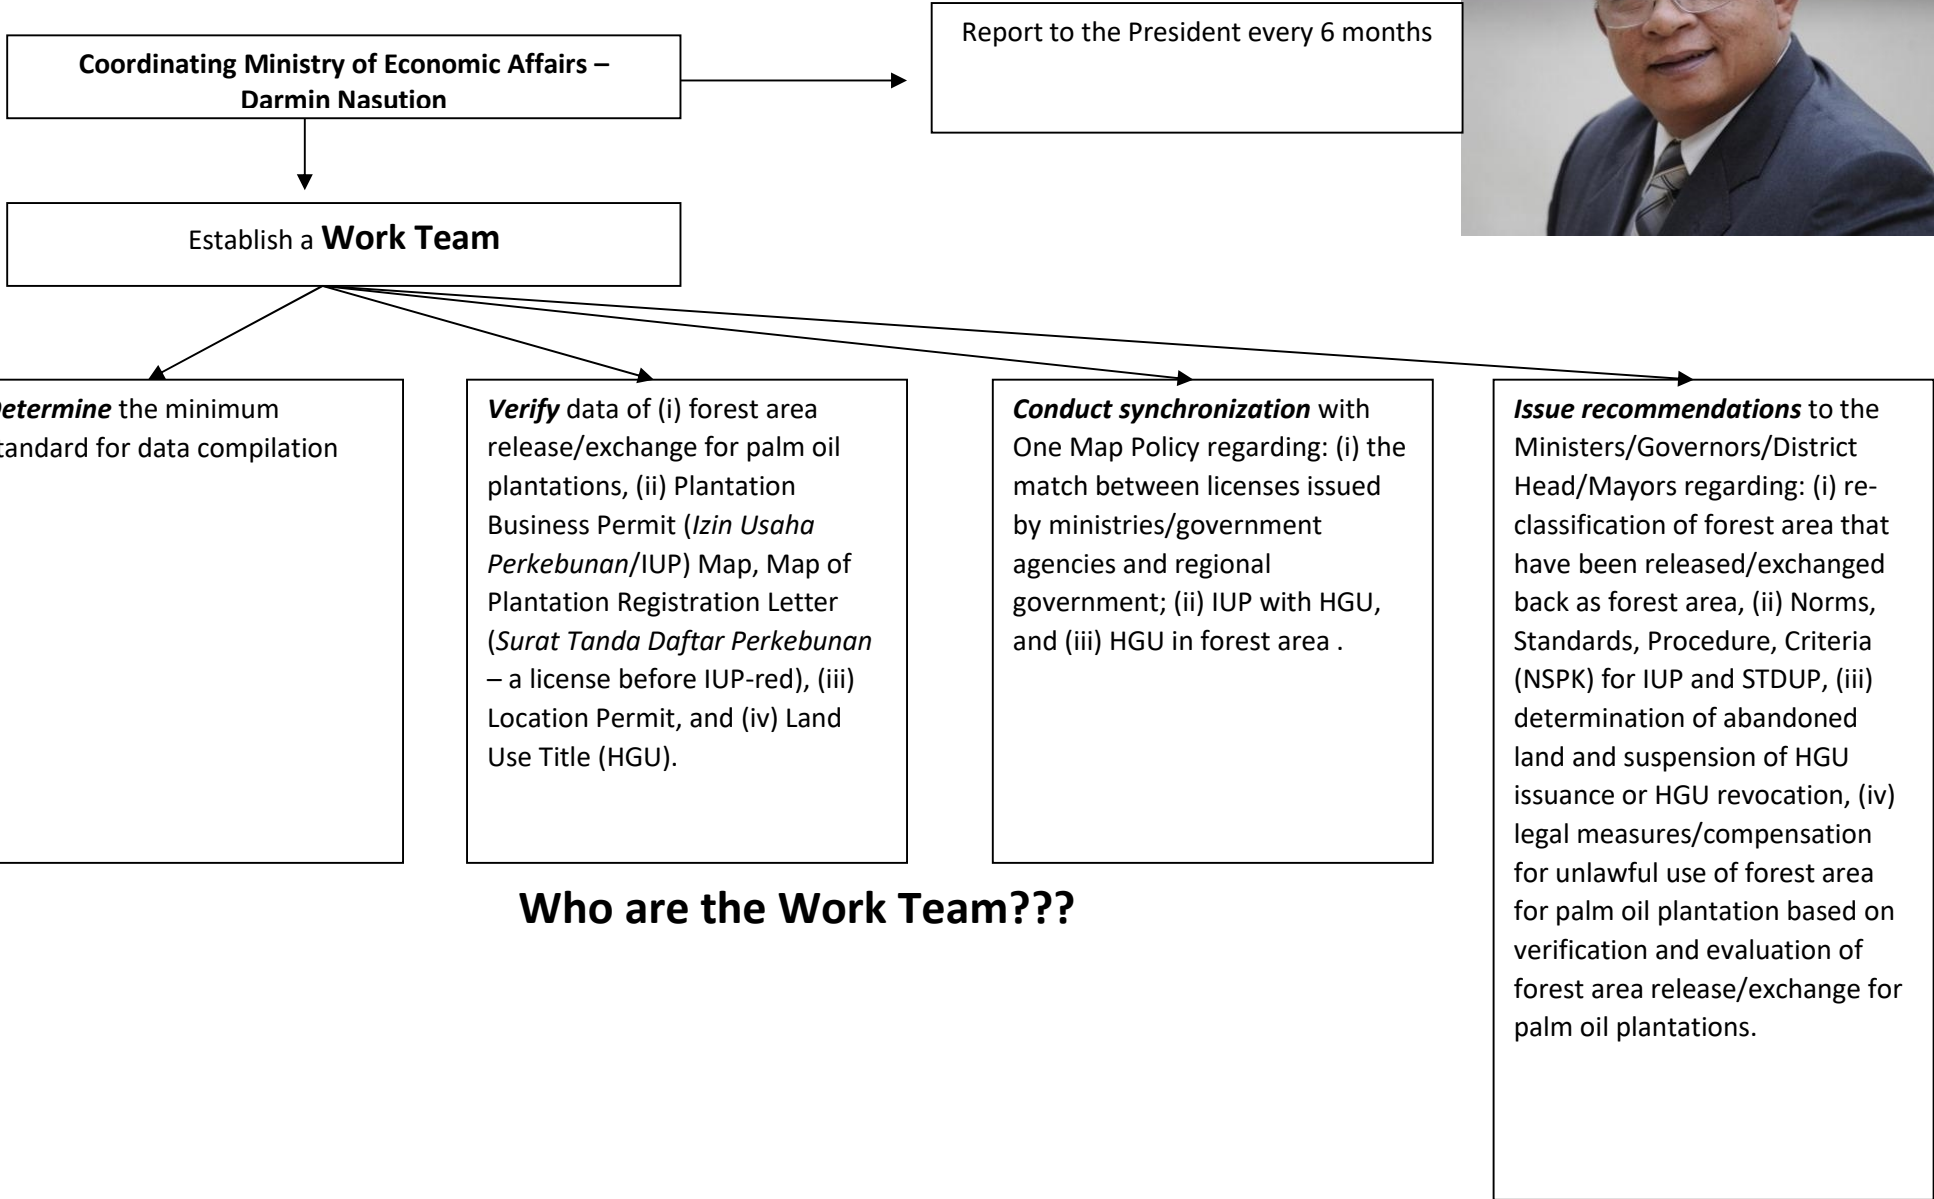 Report to the President every 6 months
Coordinating Ministry of Economic Affairs –
Darmin Nasution
Establish a Work Team
the minimum
for data compilation
Verify data of (i) forest area
release/exchange for palm oil
plantations, (ii) Plantation
Business Permit (Izin Usaha
Perkebunan/IUP) Map, Map of
Plantation Registration Letter
(Surat Tanda Daftar Perkebunan
– a license before IUP-red), (iii)
Location Permit, and (iv) Land
Use Title (HGU).
Conduct synchronization with
One Map Policy regarding: (i) the
match between licenses issued
by ministries/government
agencies and regional
government; (ii) IUP with HGU,
and (iii) HGU in forest area .
Issue recommendations to the
Ministers/Governors/District
Head/Mayors regarding: (i) re-
classification of forest area that
have been released/exchanged
back as forest area, (ii) Norms,
Standards, Procedure, Criteria
(NSPK) for IUP and STDUP, (iii)
determination of abandoned
land and suspension of HGU
issuance or HGU revocation, (iv)
legal measures/compensation
for unlawful use of forest area
for palm oil plantation based on
verification and evaluation of
forest area release/exchange for
palm oil plantations.
Who are the Work Team???